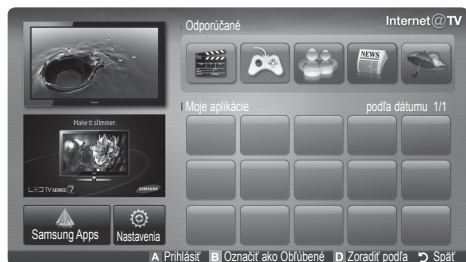 Internet@TV
Odporúčané
NEWS
Moje aplikácie podľa dátumu 1/1
Make it slimmer.
LED TV SERIES 7 SAMSUNG
Samsung Apps
Nastavenia
A Prihlásiť B Označiť ako Obľúbené D Zoradiť podľa Späť